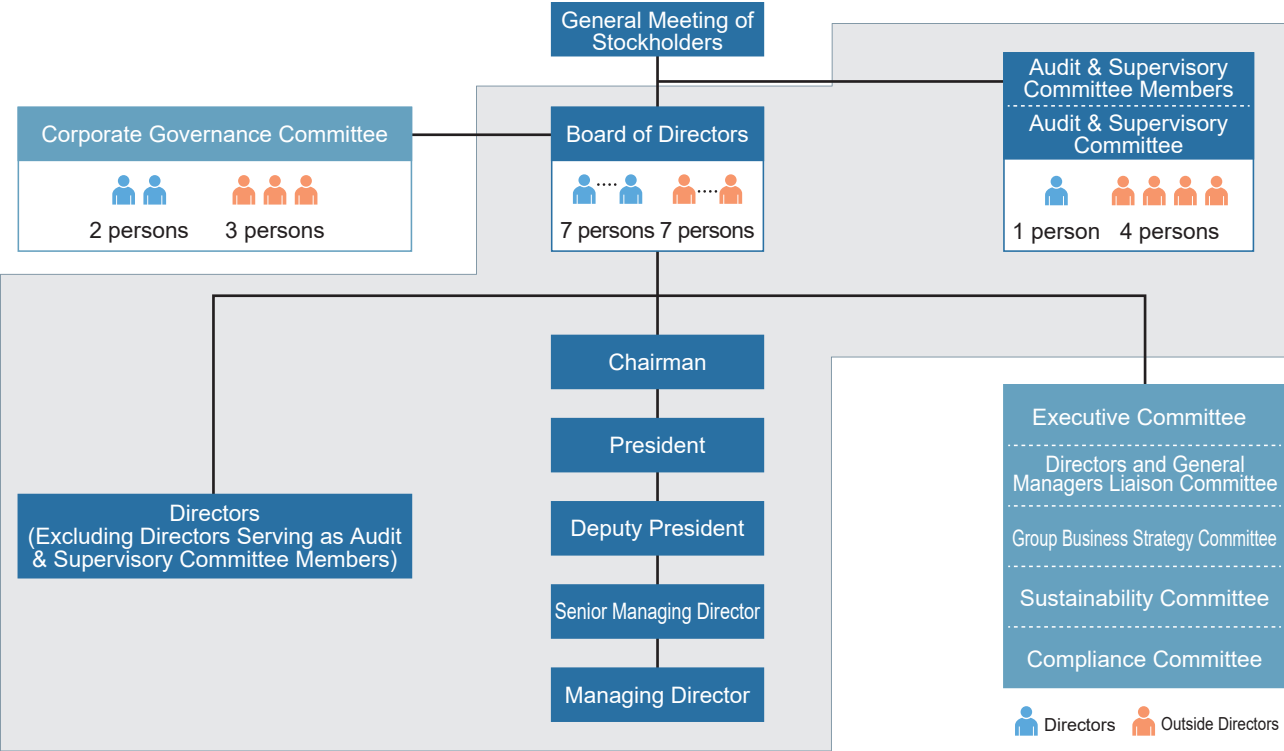 General Meeting of
Stockholders
Audit & Supervisory
Committee Members
Audit & Supervisory
Committee
1 person 4 persons
Corporate Governance Committee
2 persons 3 persons
Board of Directors
7 persons 7 persons
Chairman
President
Deputy President
Senior Managing Director
Managing Director
Directors
(Excluding Directors Serving as Audit
& Supervisory Committee Members)
Executive Committee
Directors and General
Managers Liaison Committee
Group Business Strategy Committee
Sustainability Committee
Compliance Committee
Directors Outside Directors